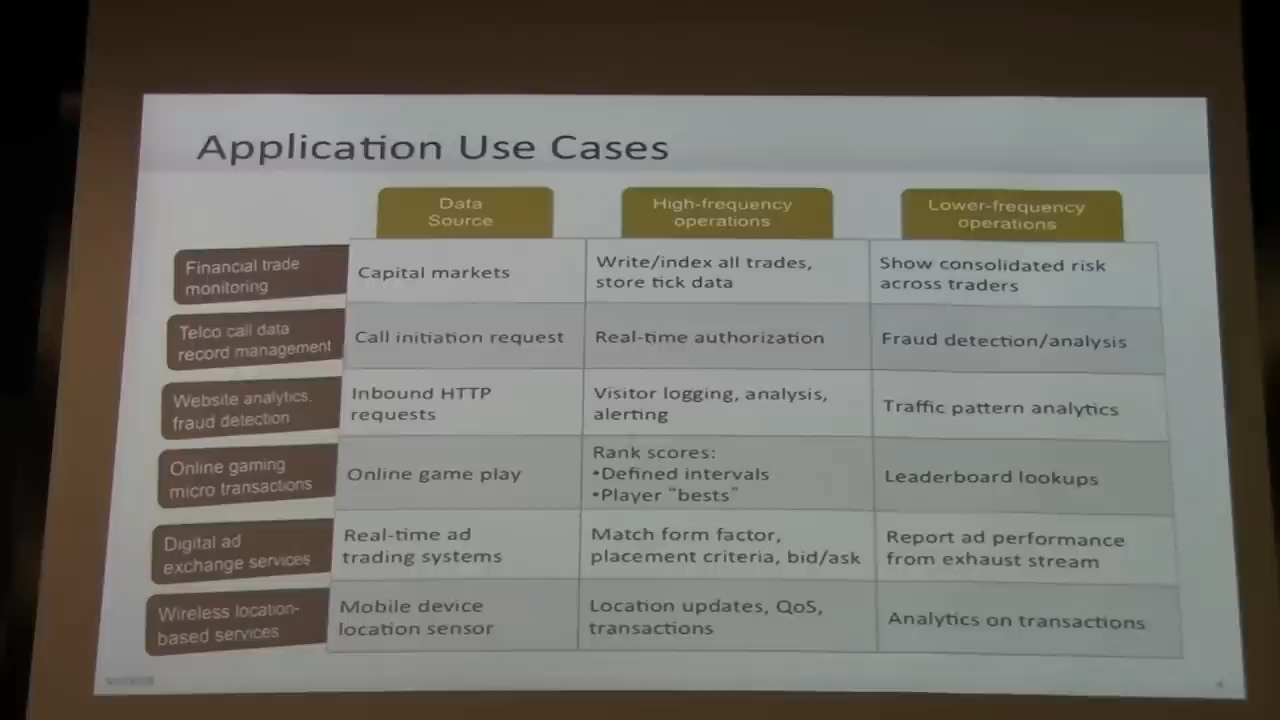 Application Use Cases
Data
Source
High-frequency
operations
Lower-frequency
operations
Financial trade
monitoring
Capital markets
Write/index all trades,
store tick data
Show consolidated risk
across traders
Telco call data
record management
Call initiation request
Real-time authorization
Fraud detection/analysis
Website analytics,
fraud detection
Inbound HTTP
requests
Visitor logging, analysis,
alerting
Traffic pattern analytics
Online gaming
micro transactions
Online game play
Rank scores:
•Defined intervals
•Player “bests”
Leaderboard lookups
Digital ad
exchange services
Real-time ad
trading systems
Match form factor,
placement criteria, bid/ask
Report ad performance
from exhaust stream
Wireless location-
based services
Mobile device
location sensor
Location updates, QoS,
transactions
Analytics on transactions